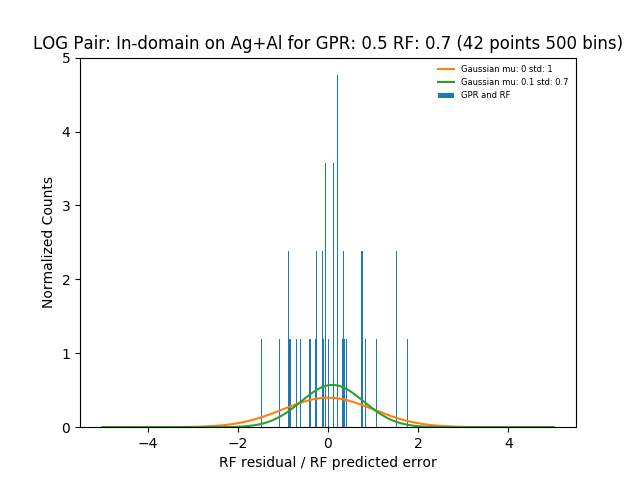 LOG Pair: In-domain on Ag+Al for GPR: 0.5 RF: 0.7 (42 points 500 bins)
Gaussian mu: 0 std: 1
Gaussian mu: 0.1 std: 0.7
GPR and RF
Normalized Counts
5
4
3
2
1
0
−4 −2 0 2 4
RF residual / RF predicted error